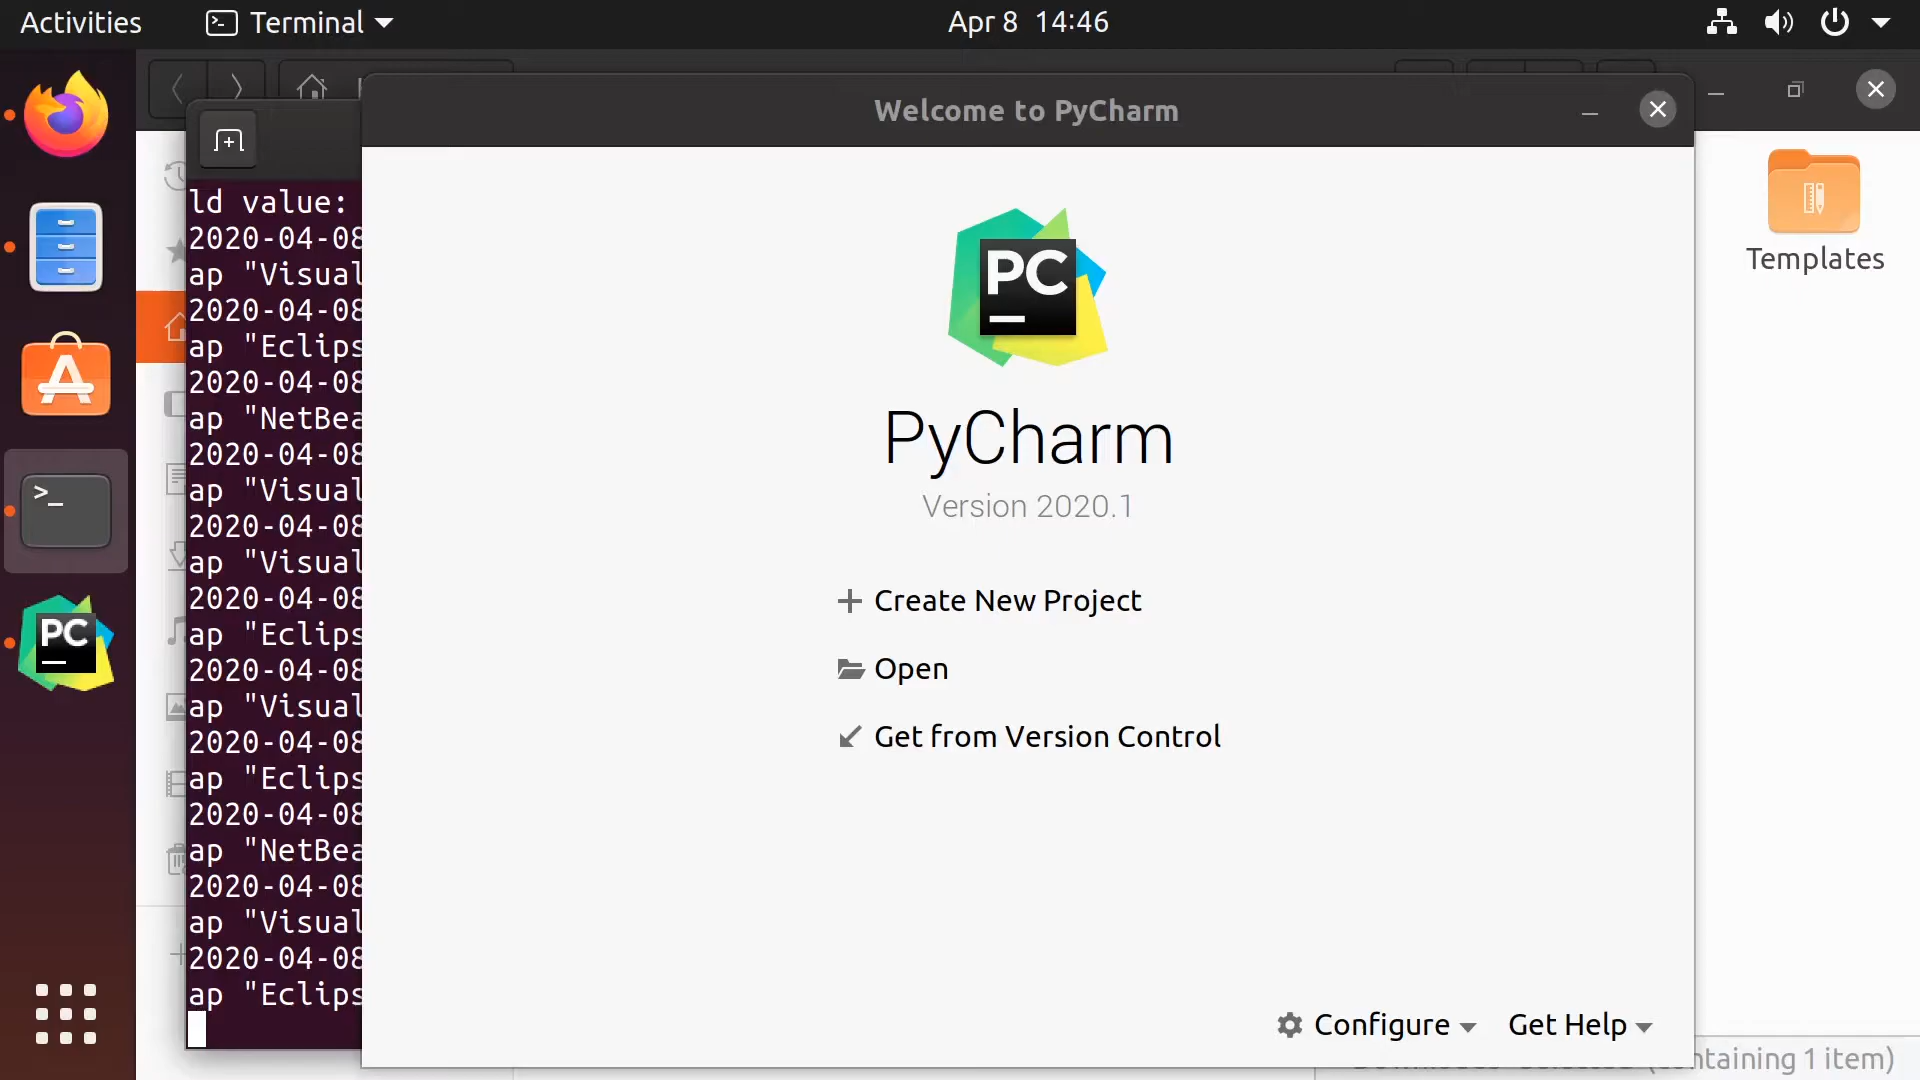 Activities
Terminal
Apr 8 14:46
Welcome to PyCharm
ld value:
2020-04-08
ap "Visual
2020-04-08
ap "Eclips
2020-04-08
ap "NetBea
2020-04-08
ap "Visual
2020-04-08
ap "Visual
2020-04-08
ap "Eclips
2020-04-08
ap "Visual
2020-04-08
ap "Eclips
2020-04-08
ap "NetBea
2020-04-08
ap "Visual
2020-04-08
ap "Eclips
PC
PyCharm
Version 2020.1
Create New Project
Open
Get from Version Control
Configure
Get Help
Templates
PC
ntaining 1 item)